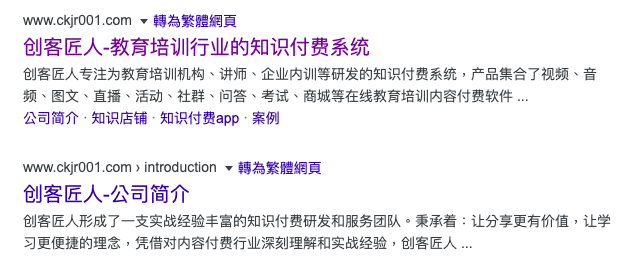 www.ckjr001.com ▼ 轉為繁體網頁
创客匠人-教育培训行业的知识付费系统
创客匠人专注为教育培训机构、讲师、企业内训等研发的知识付费系统，产品集合了视频、音
频、图文、直播、活动、社群、问答、考试、商城等在线教育培训内容付费软件 ...
公司简介 · 知识店铺 · 知识付费app · 案例
www.ckjr001.com › introduction ▼ 轉為繁體網頁
创客匠人-公司简介
创客匠人形成了一支实战经验丰富的知识付费研发和服务团队。秉承着：让分享更有价值，让学
习更便捷的理念，凭借对内容付费行业深刻理解和实战经验，创客匠人 ...